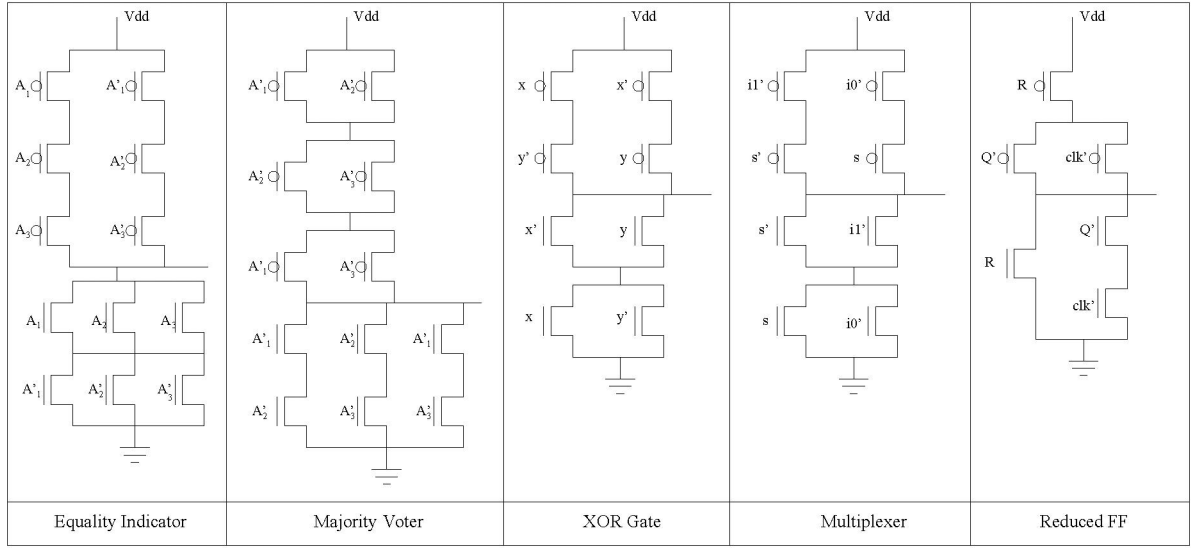 Vdd
A1
A'1
A2
A'2
A3
A'3
A1
A2
A3
A'1
A'2
A'3
Equality Indicator
Vdd
A'1
A'2
A'2
A'3
A'1
A'3
A'1
A'2
A'1
A'2
A'3
A'3
Majority Voter
Vdd
x
x'
y'
y
x'
y
x
y'
XOR Gate
Vdd
i1'
i0'
s'
s
s'
i1'
s
i0'
Multiplexer
Vdd
R
Q'
clk'
Q'
R
clk'
Reduced FF